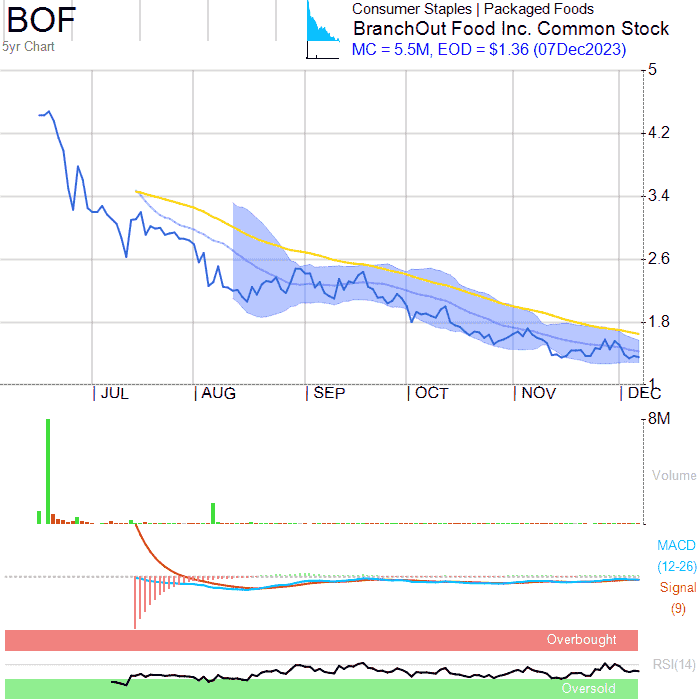 BOF
5yr Chart
Consumer Staples | Packaged Foods
BranchOut Food Inc. Common Stock
MC = 5.5M, EOD = $1.36 (07Dec2023)
5
4.2
3.4
2.6
1.8
1
JUL AUG SEP OCT NOV DEC
8M
Volume
MACD
(12-26)
Signal
(9)
Overbought
RSI(14)
Oversold